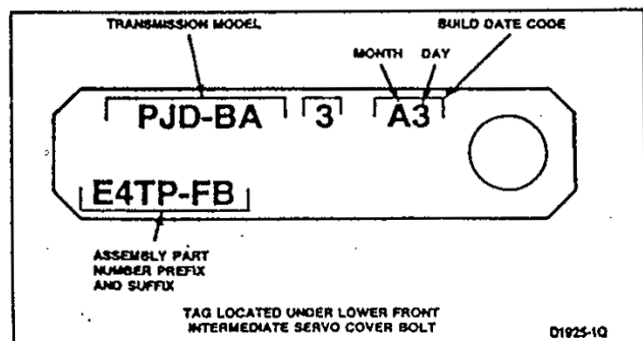 TRANSMISSION MODEL
BUILD DATE CODE
MONTH DAY
PJD-BA 3 A3
E4TP-FB
ASSEMBLY PART
NUMBER PREFIX
AND SUFFIX
TAG LOCATED UNDER LOWER FRONT
INTERMEDIATE SERVO COVER BOLT
D1925-1Q